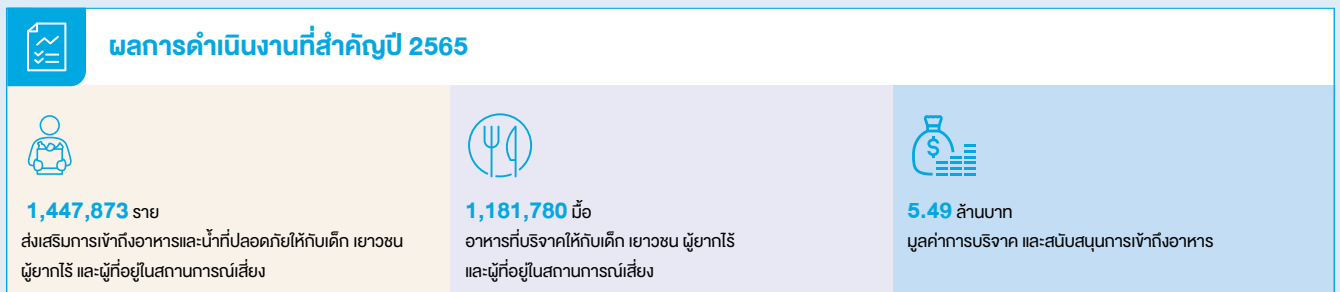 ผลการดำเนินงานที่สำคัญปี 2565
1,447,873 ราย
ส่งเสริมการเข้าถึงอาหารและน้ำที่ปลอดภัยให้กับเด็ก เยาวชน
ผู้ยากไร้ และผู้ที่อยู่ในสถานการณ์เสี่ยง
1,181,780 มื้อ
อาหารที่บริจาคให้กับเด็ก เยาวชน ผู้ยากไร้
และผู้ที่อยู่ในสถานการณ์เสี่ยง
$
5.49 ล้านบาท
มูลค่าการบริจาค และสนับสนุนการเข้าถึงอาหาร